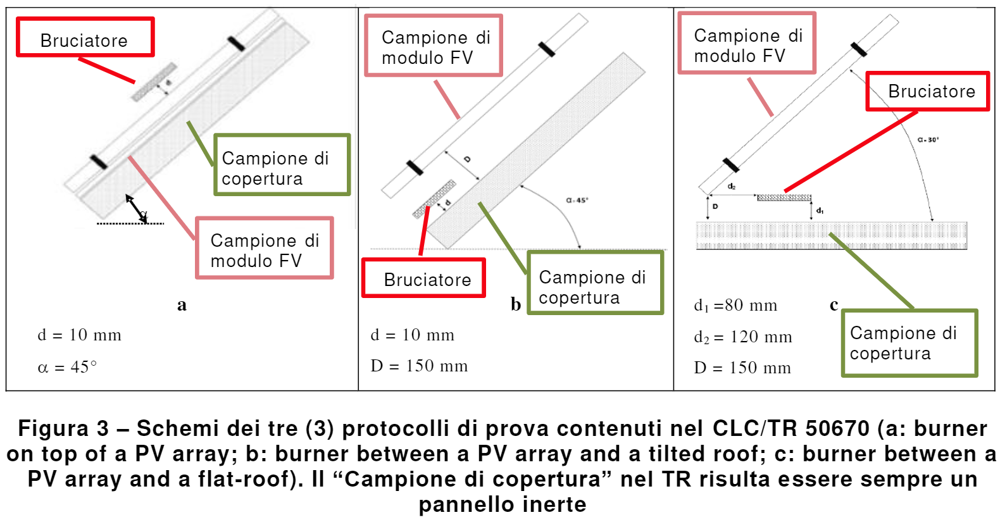 Bruciatore
d
Campione di
copertura
α
Campione di
modulo FV
a
d = 10 mm
α = 45°
Campione di
modulo FV
D
d
α= 45°
Bruciatore
Campione di
copertura
b
d = 10 mm
D = 150 mm
Campione di
modulo FV
Bruciatore
α= 30°
d₂
D
d₁
d₁ =80 mm
c
d₂ = 120 mm
D = 150 mm
Campione di
copertura
Figura 3 – Schemi dei tre (3) protocolli di prova contenuti nel CLC/TR 50670 (a: burner
on top of a PV array; b: burner between a PV array and a tilted roof; c: burner between a
PV array and a flat-roof). Il “Campione di copertura” nel TR risulta essere sempre un
pannello inerte